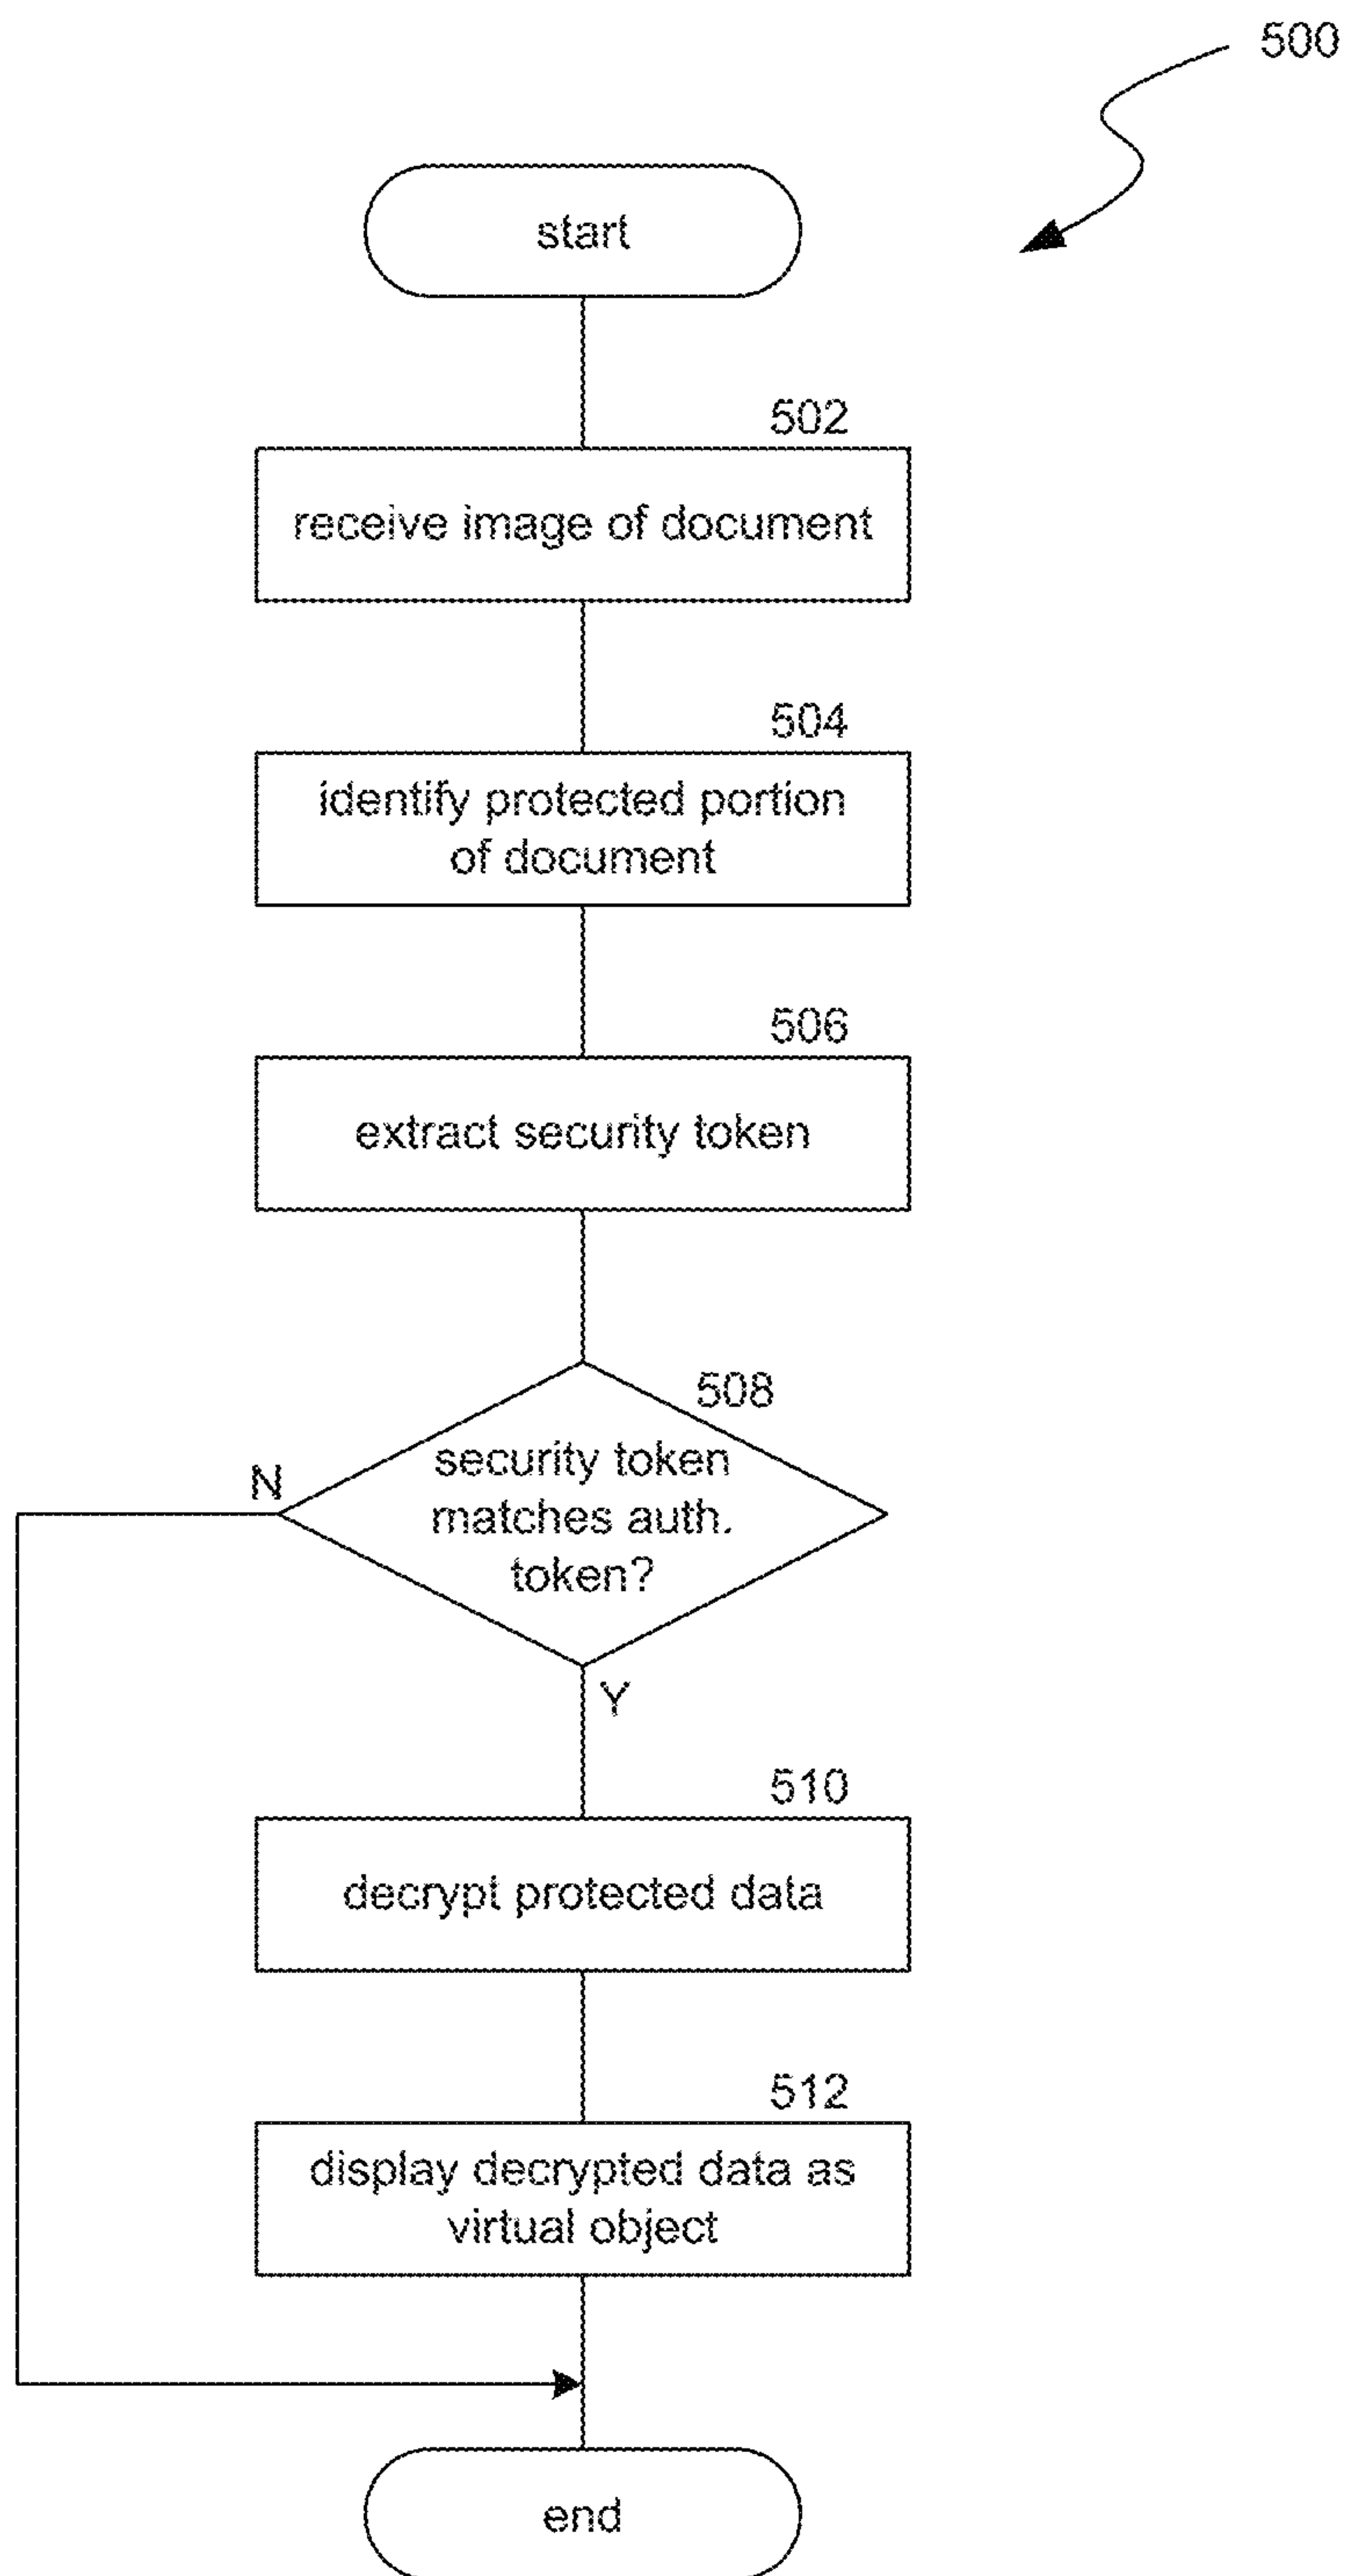 500
start
502
receive image of document
504
identify protected portion
of document
506
extract security token
508
security token
matches auth.
token?
N
Y
510
decrypt protected data
512
display decrypted data as
virtual object
end